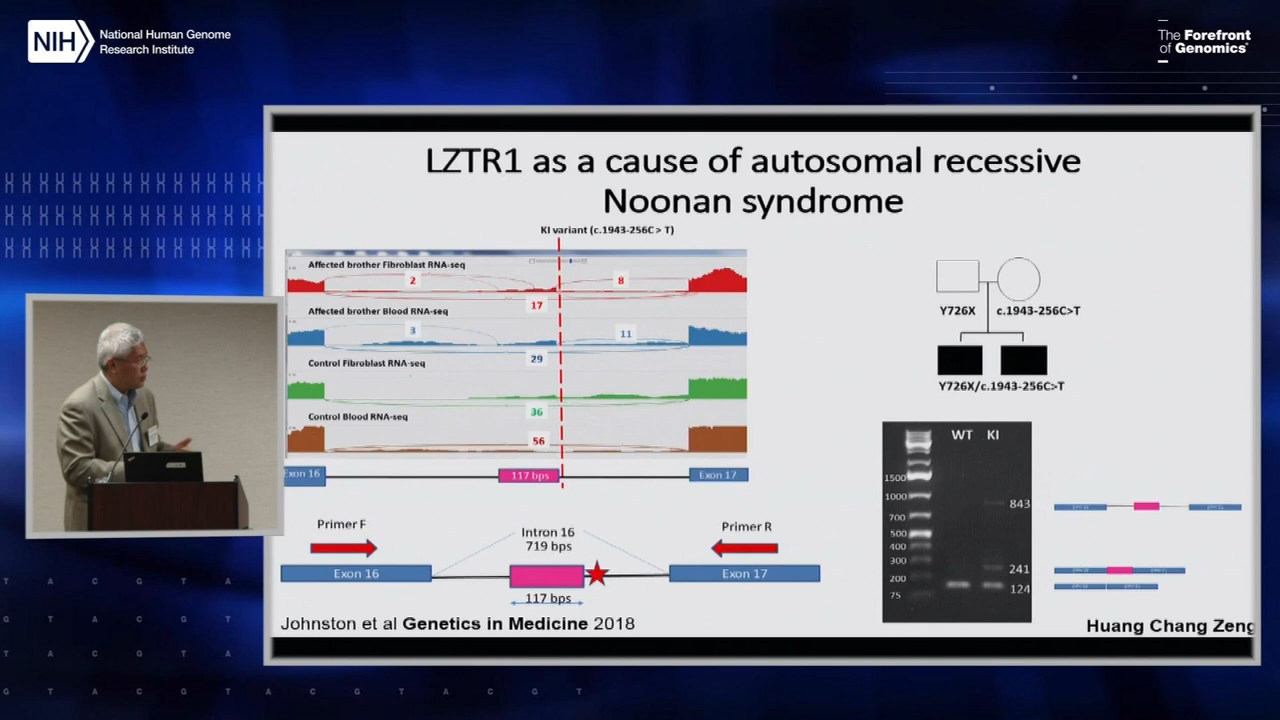 NIH
National Human Genome
Research Institute
The Forefront
of Genomics®
LZTR1 as a cause of autosomal recessive
Noonan syndrome
KI variant (c.1943-256C > T)
Affected brother Fibroblast RNA-seq
2
8
17
Affected brother Blood RNA-seq
3
11
29
Control Fibroblast RNA-seq
36
Control Blood RNA-seq
56
Exon 16
117 bps
Exon 17
Primer F
Primer R
Intron 16
719 bps
Exon 16
Exon 17
117 bps
Johnston et al Genetics in Medicine 2018
Y726X
c.1943-256C>T
Y726X/c.1943-256C>T
WT
KI
1500
1000
700
500
400
300
200
75
843
241
124
Huang Chang Zeng
T A C G T A
G T A C G T
T A C G T A
G T A C G T A C G T A C G T